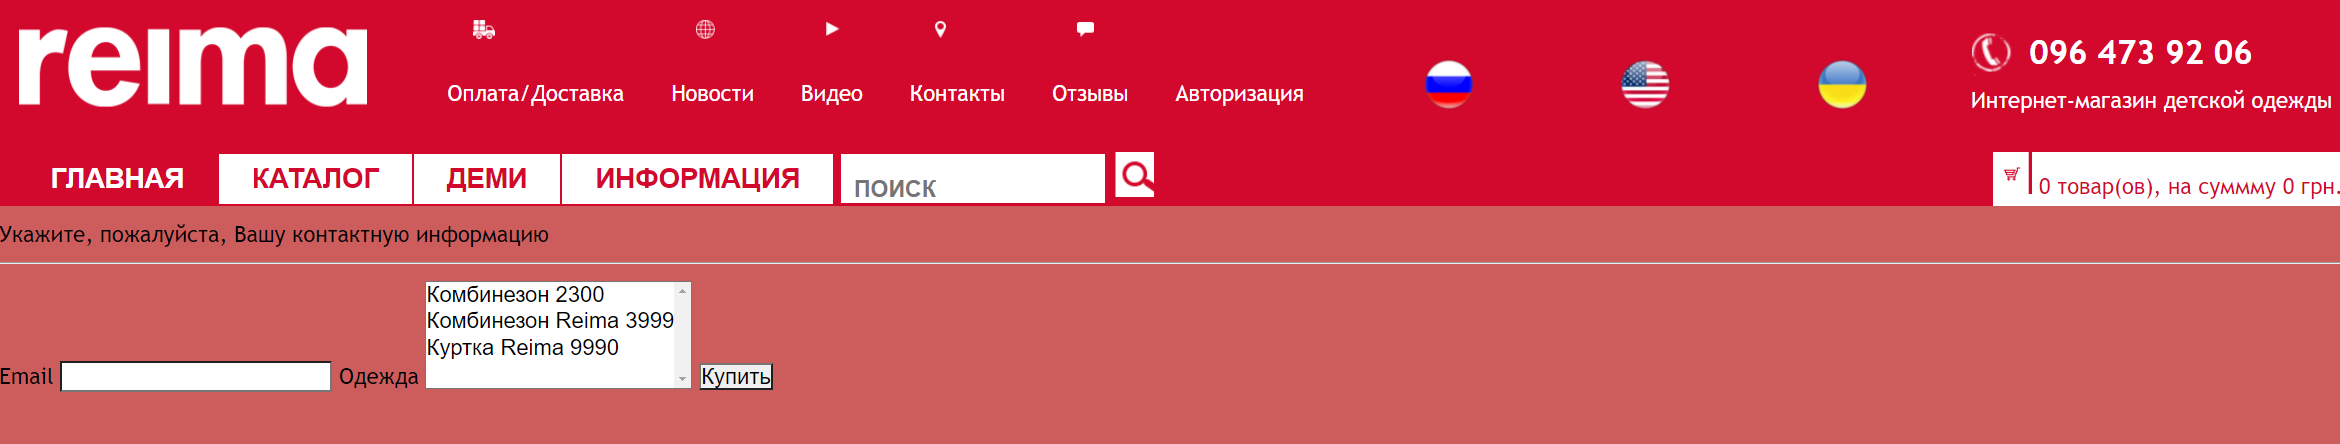 reima
Оплата/Доставка Новости Видео Контакты Отзывы Авторизация
096 473 92 06
Интернет-магазин детской одежды
ГЛАВНАЯ КАТАЛОГ ДЕМИ ИНФОРМАЦИЯ ПОИСК
0 товар(ов), на суммму 0 грн.
Укажите, пожалуйста, Вашу контактную информацию
Комбинезон 2300
Комбинезон Reima 3999
Куртка Reima 9990
Email Одежда Купить